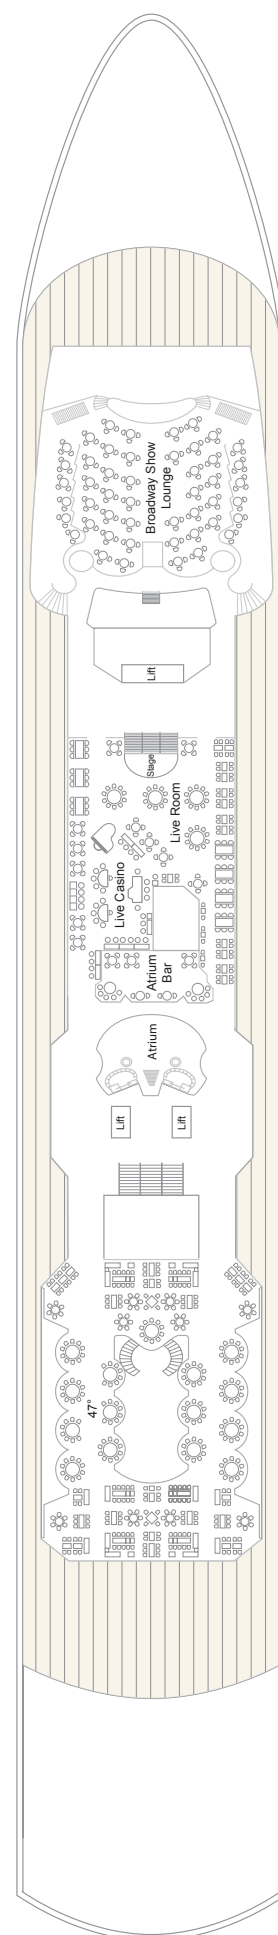 Broadway Show
Lounge
Lift
Stage
Live Room
Live Casino
Atrium
Bar
Atrium
Lift
Lift
47°